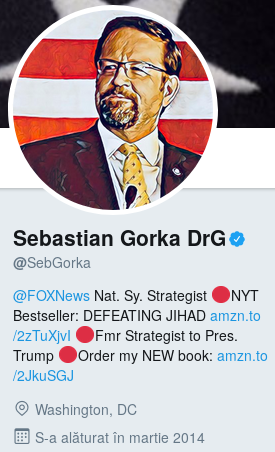 Sebastian Gorka DrG
@SebGorka
@FOXNews Nat. Sy. Strategist 🔴NYT
Bestseller: DEFEATING JIHAD amzn.to
/2zTuXjvI 🔴Fmr Strategist to Pres.
Trump 🔴Order my NEW book: amzn.to
/2JkuSGJ
Washington, DC
S-a alăturat în martie 2014